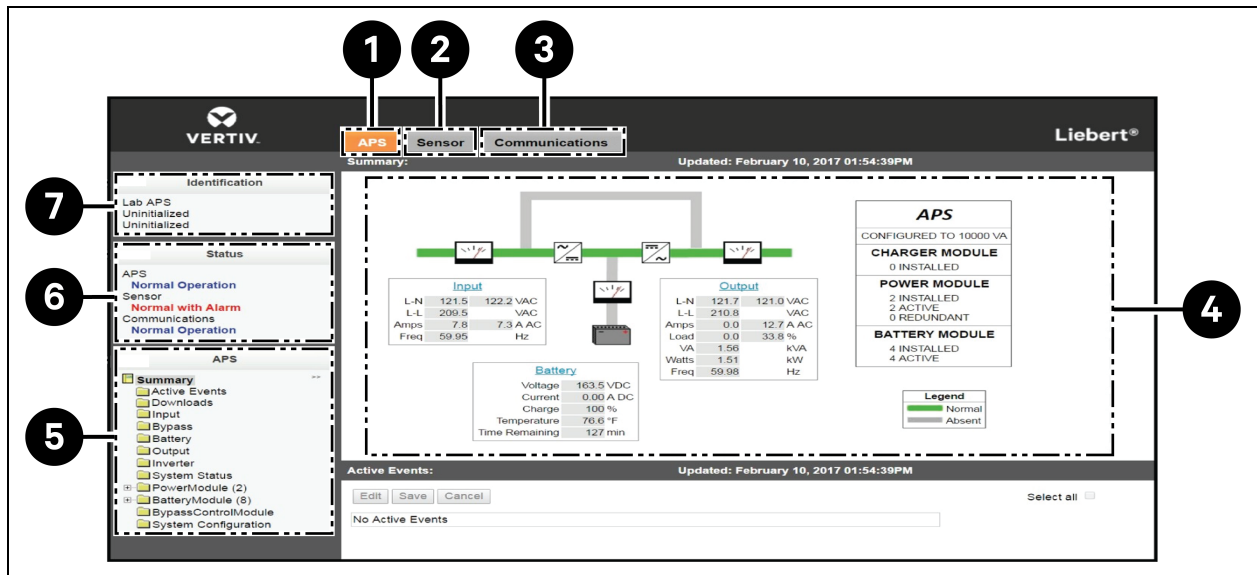 1 2 3
VERTIV.
APS Sensor Communications
Liebert®
Summary: Updated: February 10, 2017 01:54:39PM
7
Identification
Lab APS
Uninitialized
Uninitialized
6
Status
APS
Normal Operation
Sensor
Normal with Alarm
Communications
Normal Operation
5
APS
Summary >>
Active Events
Downloads
Input
Bypass
Battery
Output
Inverter
System Status
PowerModule (2)
BatteryModule (8)
BypassControlModule
System Configuration
Input
L-N 121.5 122.2 VAC
L-L 209.5 VAC
Amps 7.8 7.3 A AC
Freq 59.95 Hz
Output
L-N 121.7 121.0 VAC
L-L 210.8 VAC
Amps 0.0 12.7 A AC
Load 0.0 33.8 %
VA 1.56 kVA
Watts 1.51 kW
Freq 59.98 Hz
Battery
Voltage 163.5 VDC
Current 0.00 A DC
Charge 100 %
Temperature 76.6 °F
Time Remaining 127 min
APS
CONFIGURED TO 10000 VA
CHARGER MODULE
0 INSTALLED
POWER MODULE
2 INSTALLED
2 ACTIVE
0 REDUNDANT
BATTERY MODULE
4 INSTALLED
4 ACTIVE
Legend
Normal
Absent
4
Active Events: Updated: February 10, 2017 01:54:39PM
Edit Save Cancel
Select all
No Active Events